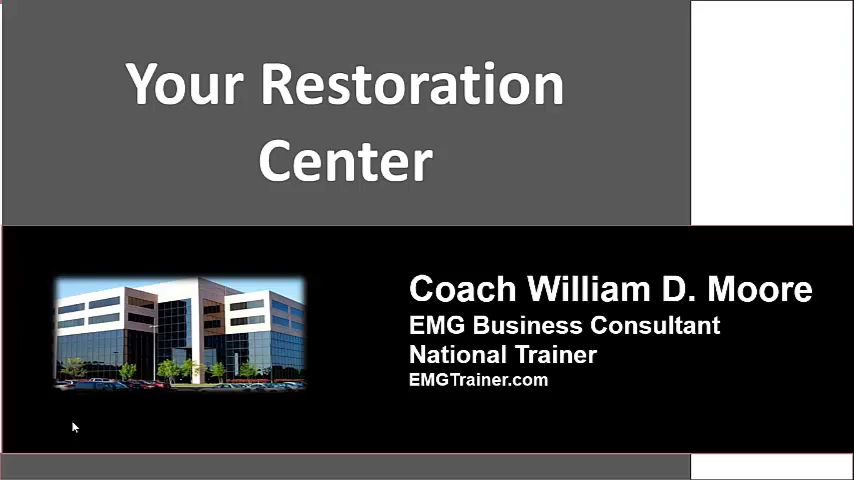 Your Restoration
Center
Coach William D. Moore
EMG Business Consultant
National Trainer
EMGTrainer.com